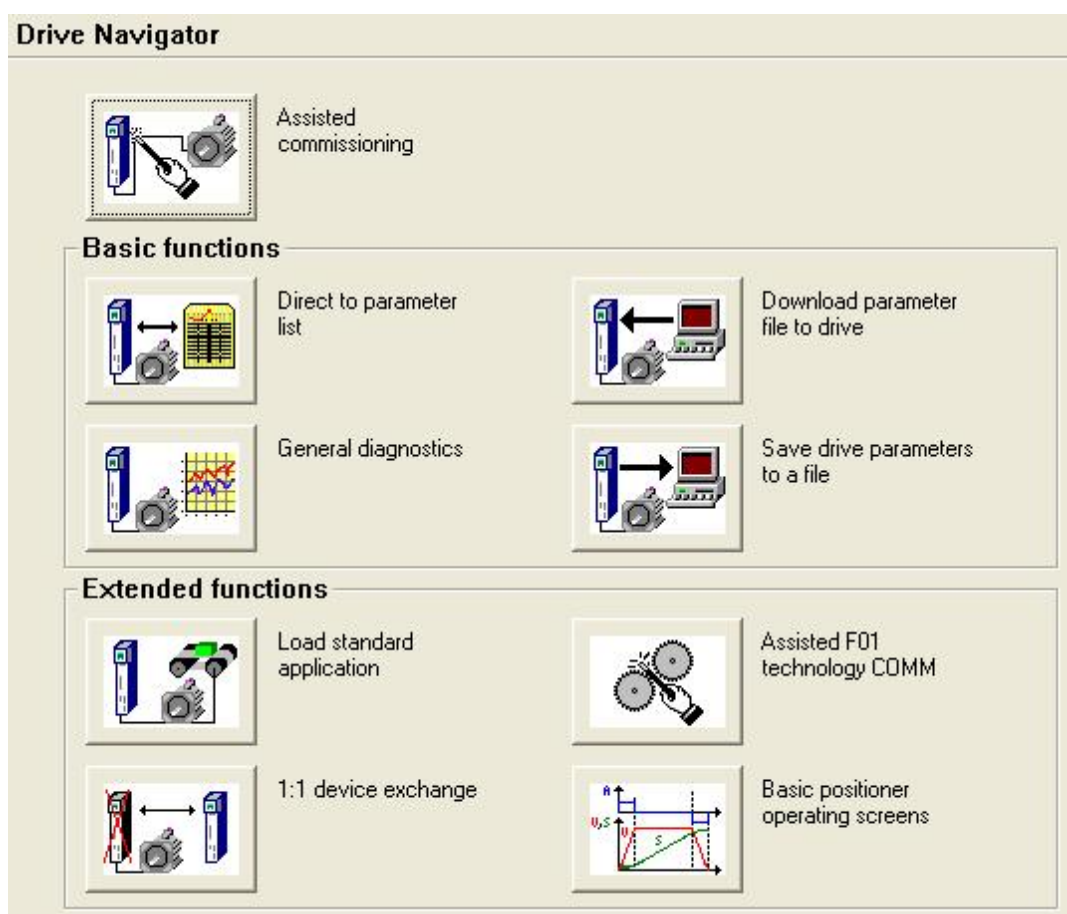 Drive Navigator
Assisted
commissioning
Basic functions
Direct to parameter
list
Download parameter
file to drive
General diagnostics
Save drive parameters
to a file
Extended functions
Load standard
application
Assisted F01
technology COMM
1:1 device exchange
Basic positioner
operating screens
A
V,S
V
S